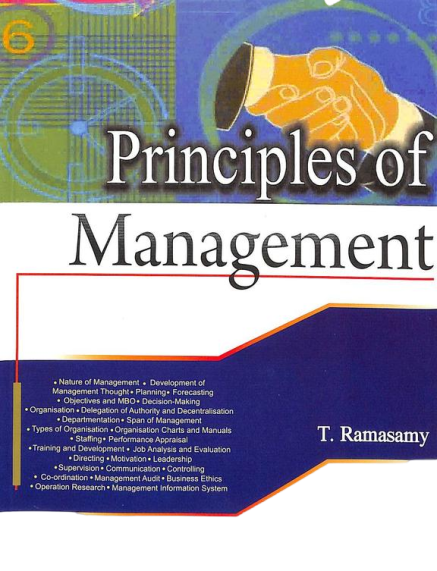 6
Principles of
Management
• Nature of Management • Development of
Management Thought • Planning • Forecasting
• Objectives and MBO • Decision-Making
• Organisation • Delegation of Authority and Decentralisation
• Departmentation • Span of Management
• Types of Organisation • Organisation Charts and Manuals
• Staffing • Performance Appraisal
• Training and Development • Job Analysis and Evaluation
• Directing • Motivation • Leadership
• Supervision • Communication • Controlling
• Co-ordination • Management Audit • Business Ethics
• Operation Research • Management Information System
T. Ramasamy